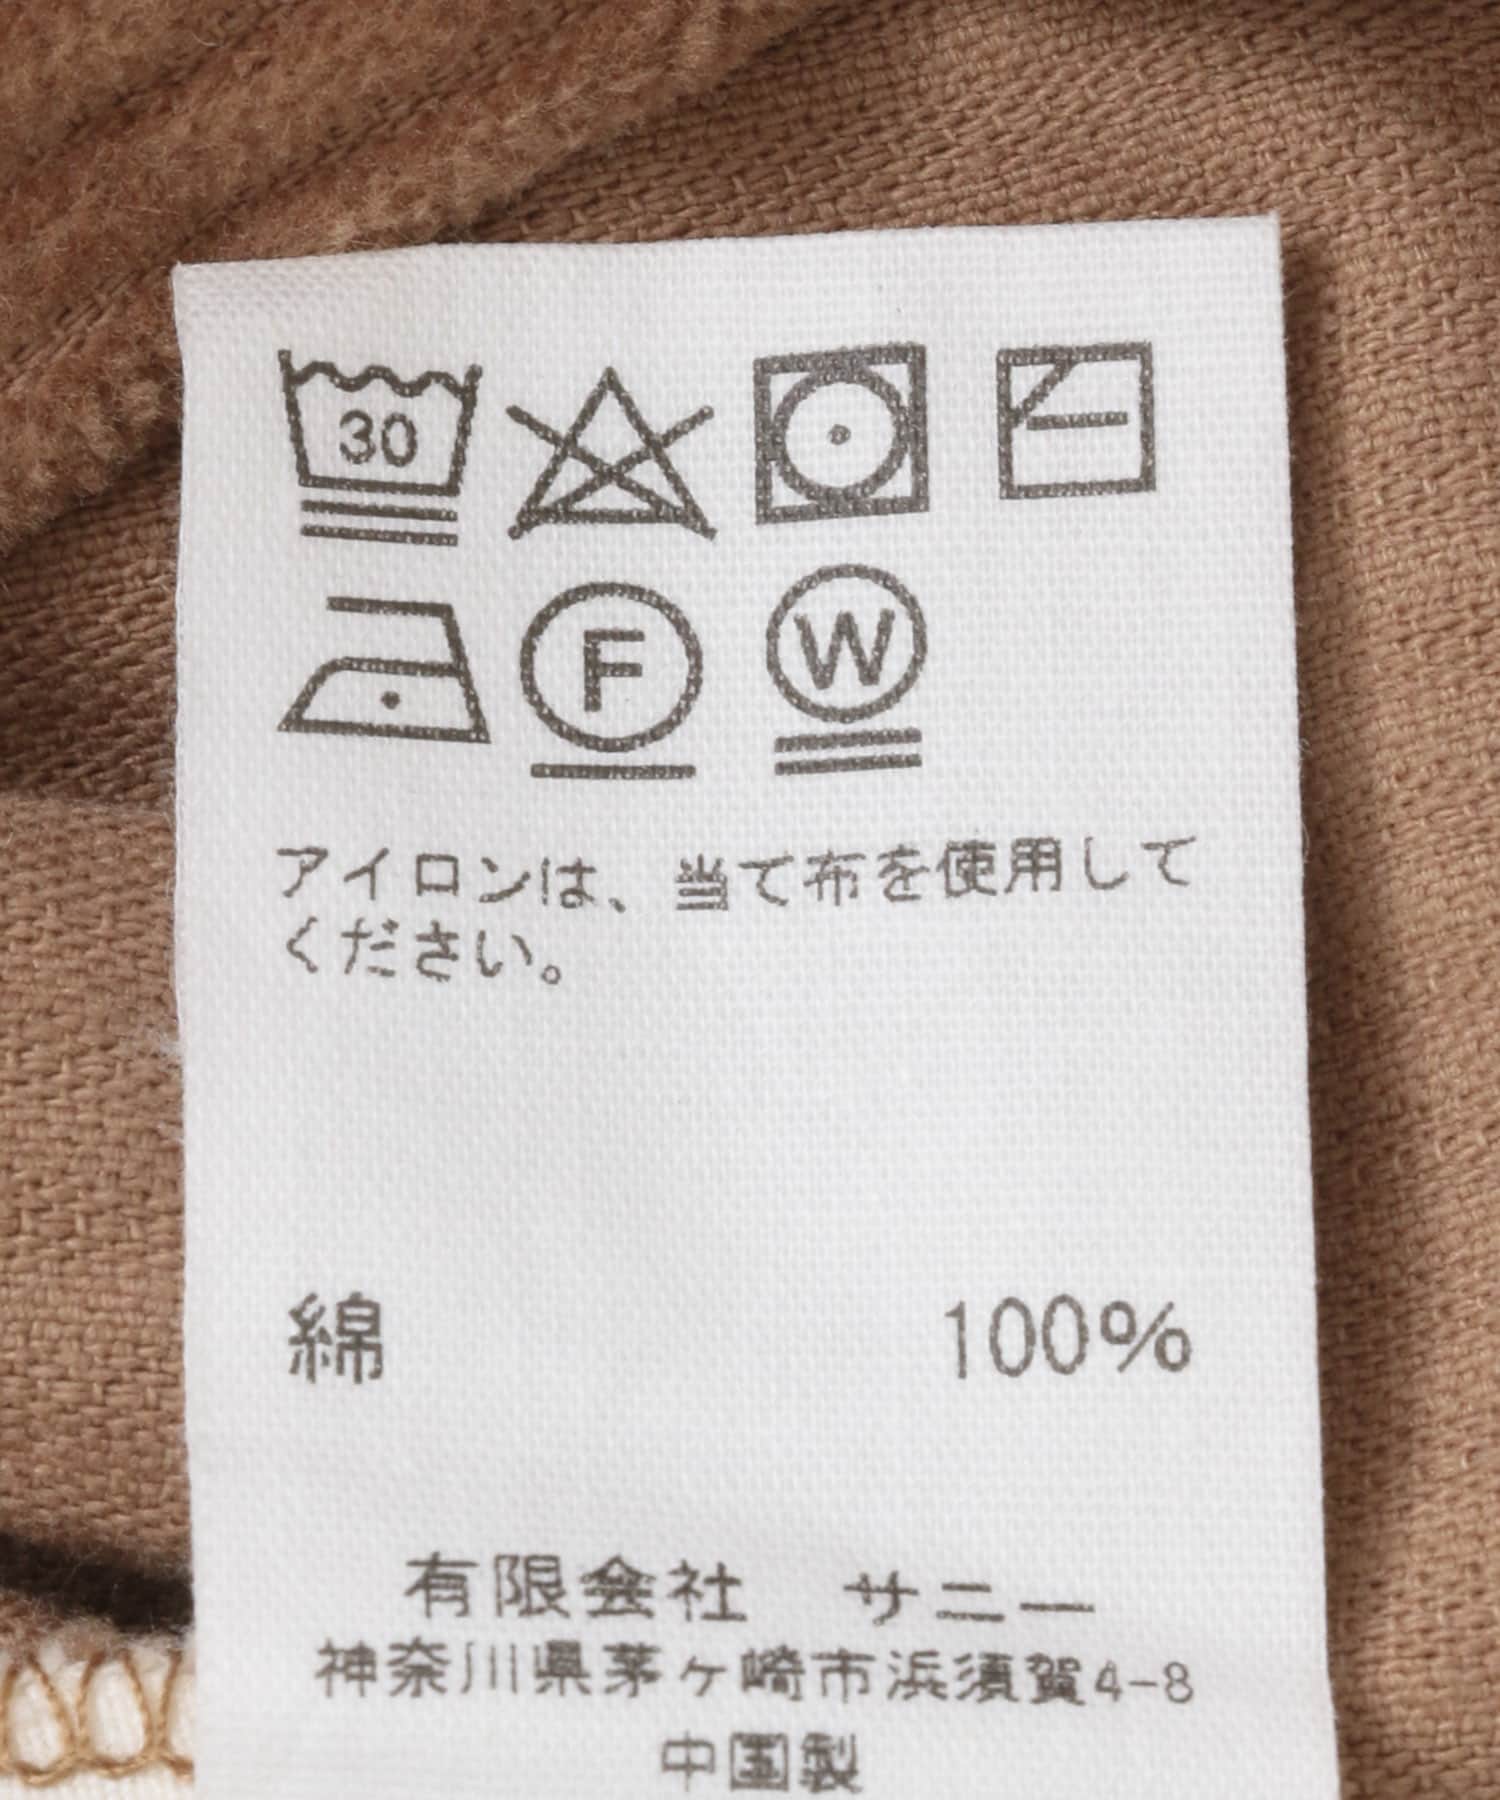 30
F W
アイロンは、当て布を使用して
ください。
綿 100%
有限会社 サニー
神奈川県茅ヶ崎市浜須賀4-8
中国製